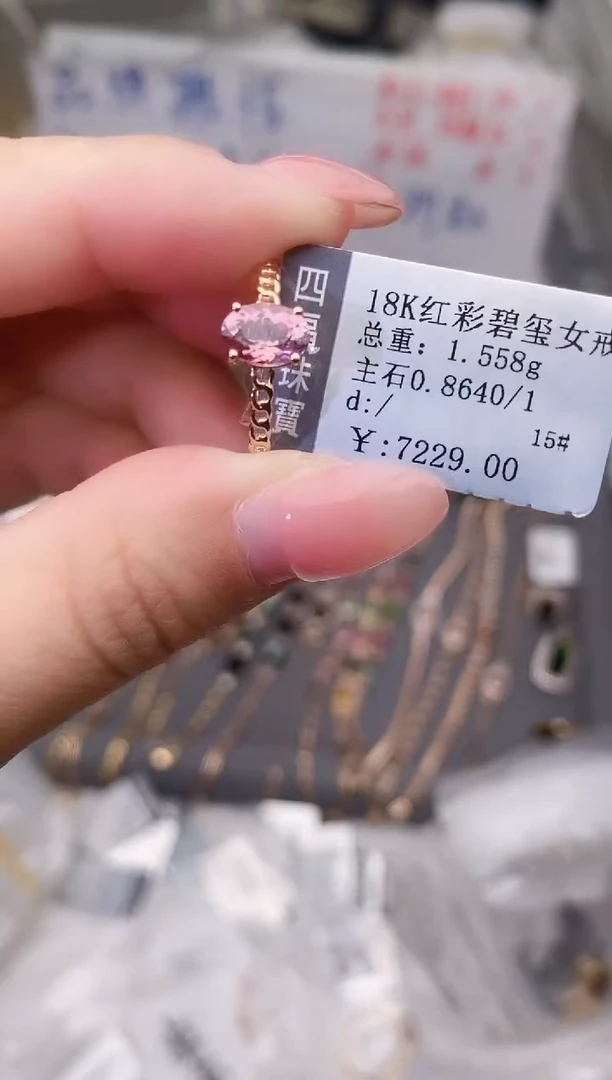 四福珠寶
18K红彩碧玺女戒
总重: 1.558g
主石0.8640/1
d:/
15#
¥:7229.00